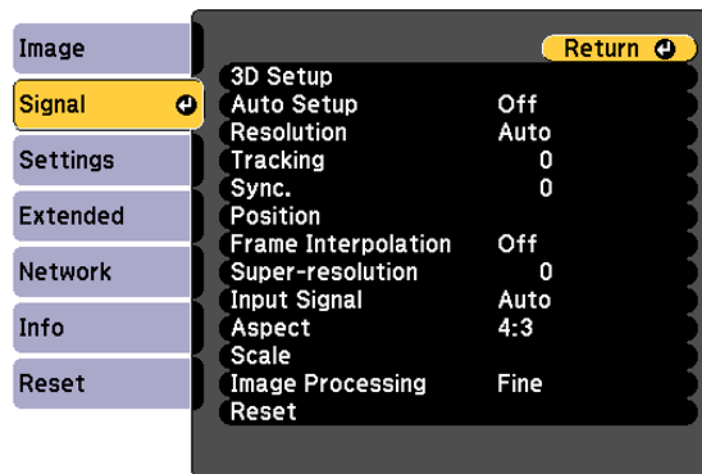 Image
Signal
Settings
Extended
Network
Info
Reset
Return
3D Setup
Auto Setup Off
Resolution Auto
Tracking 0
Sync. 0
Position
Frame Interpolation Off
Super-resolution 0
Input Signal Auto
Aspect 4:3
Scale
Image Processing Fine
Reset